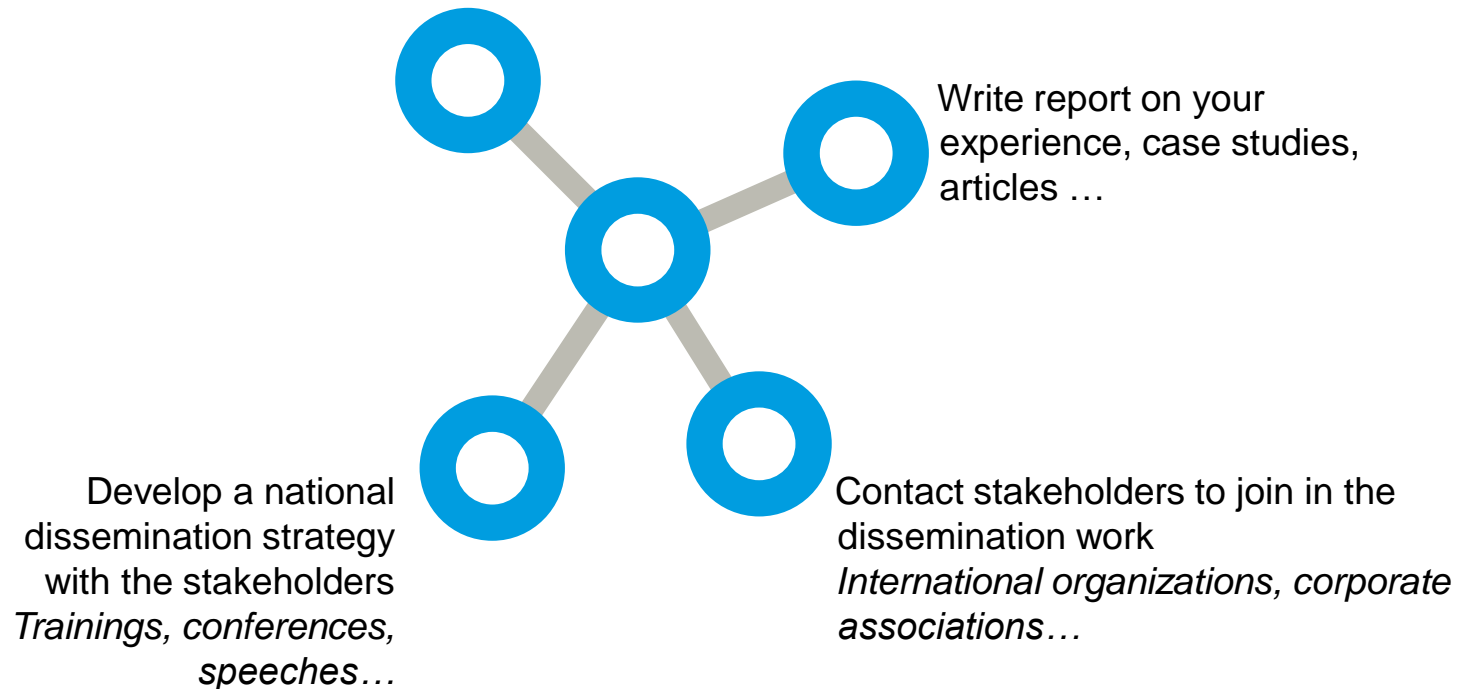 Write report on your
experience, case studies,
articles …
Develop a national
dissemination strategy
with the stakeholders
Trainings, conferences,
speeches…
Contact stakeholders to join in the
dissemination work
International organizations, corporate
associations…